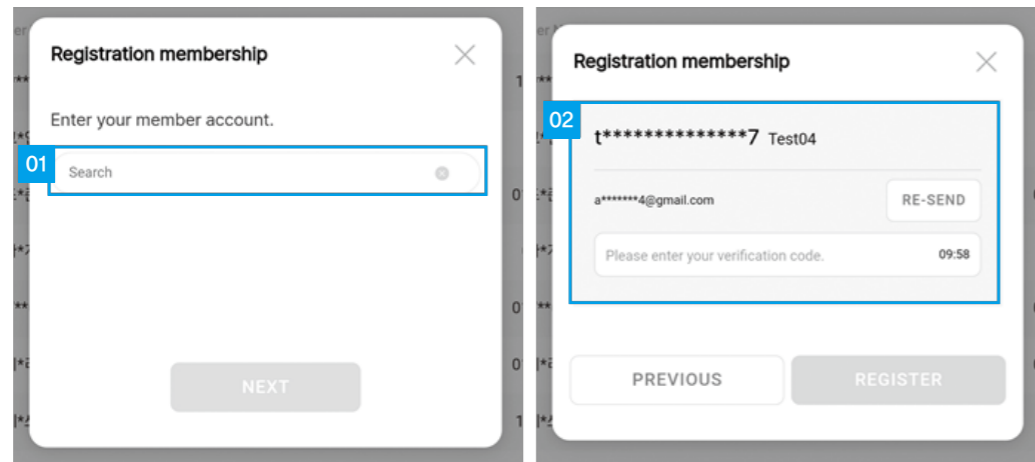 Registration membership
Enter your member account.
01
Search
NEXT
Registration membership
02
t**************7 Test04
a*******4@gmail.com
RE-SEND
Please enter your verification code.
09:58
PREVIOUS
REGISTER